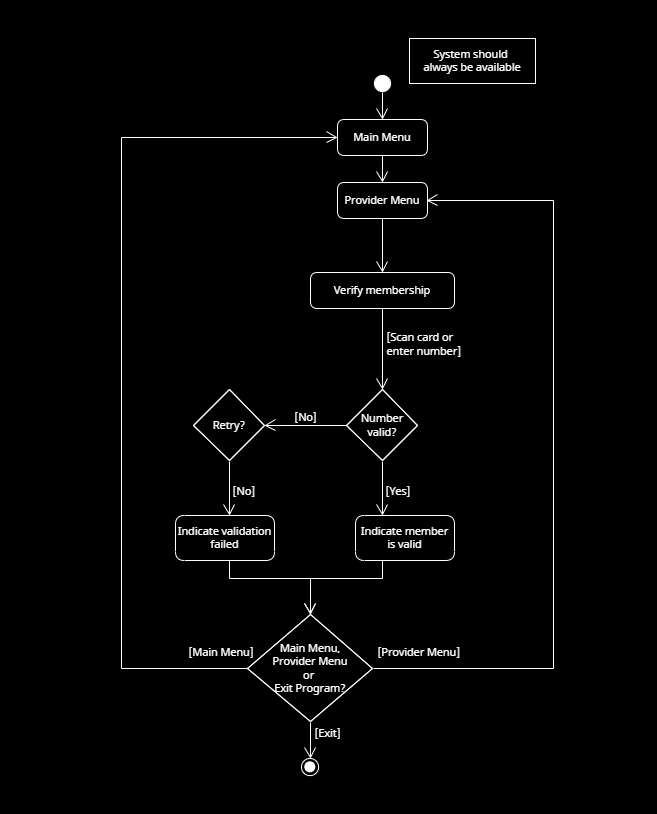 System should
always be available
Main Menu
Provider Menu
Verify membership
[Scan card or
enter number]
Retry?
[No]
Number
valid?
[No]
[Yes]
Indicate validation
failed
Indicate member
is valid
[Main Menu]
Main Menu,
Provider Menu
or
Exit Program?
[Provider Menu]
[Exit]